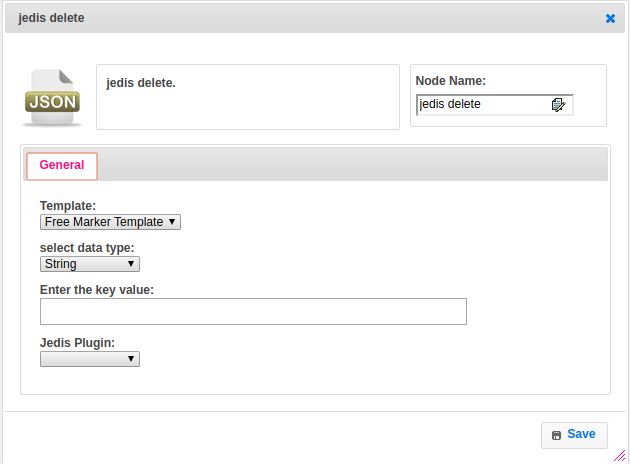 jedis delete
JSON
jedis delete.
Node Name:
jedis delete
General
Template:
Free Marker Template
select data type:
String
Enter the key value:
Jedis Plugin:
Save